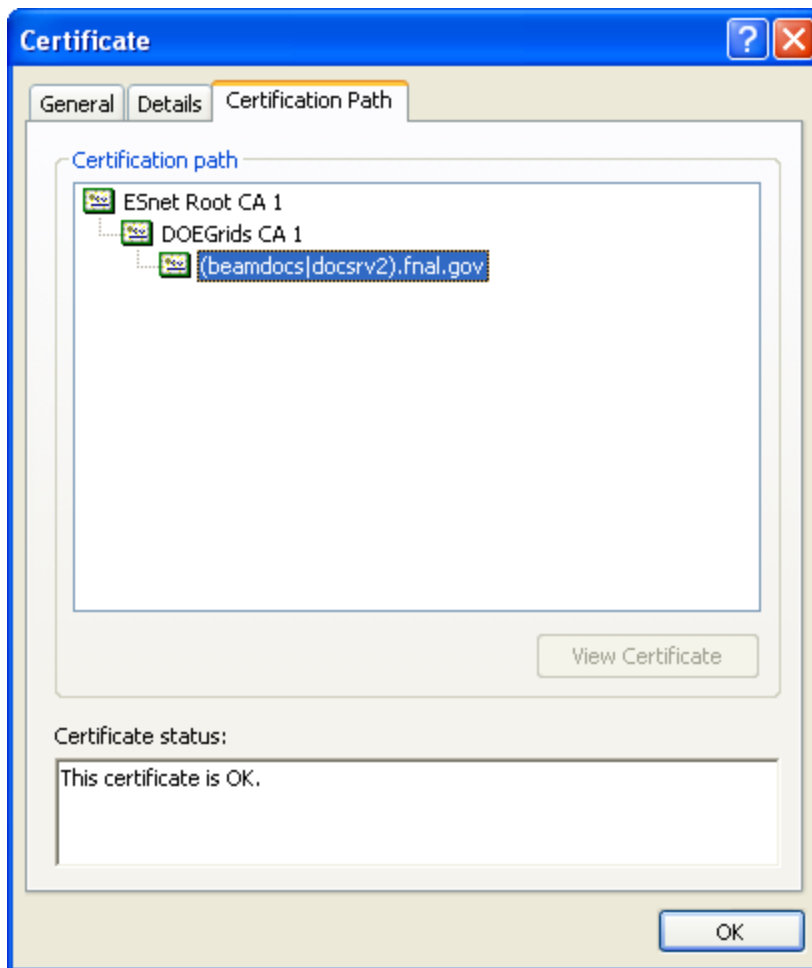 Certificate
General Details Certification Path
Certification path
ESnet Root CA 1
DOEGrids CA 1
(beamdocs|docsrv2).fnal.gov
View Certificate
Certificate status:
This certificate is OK.
OK